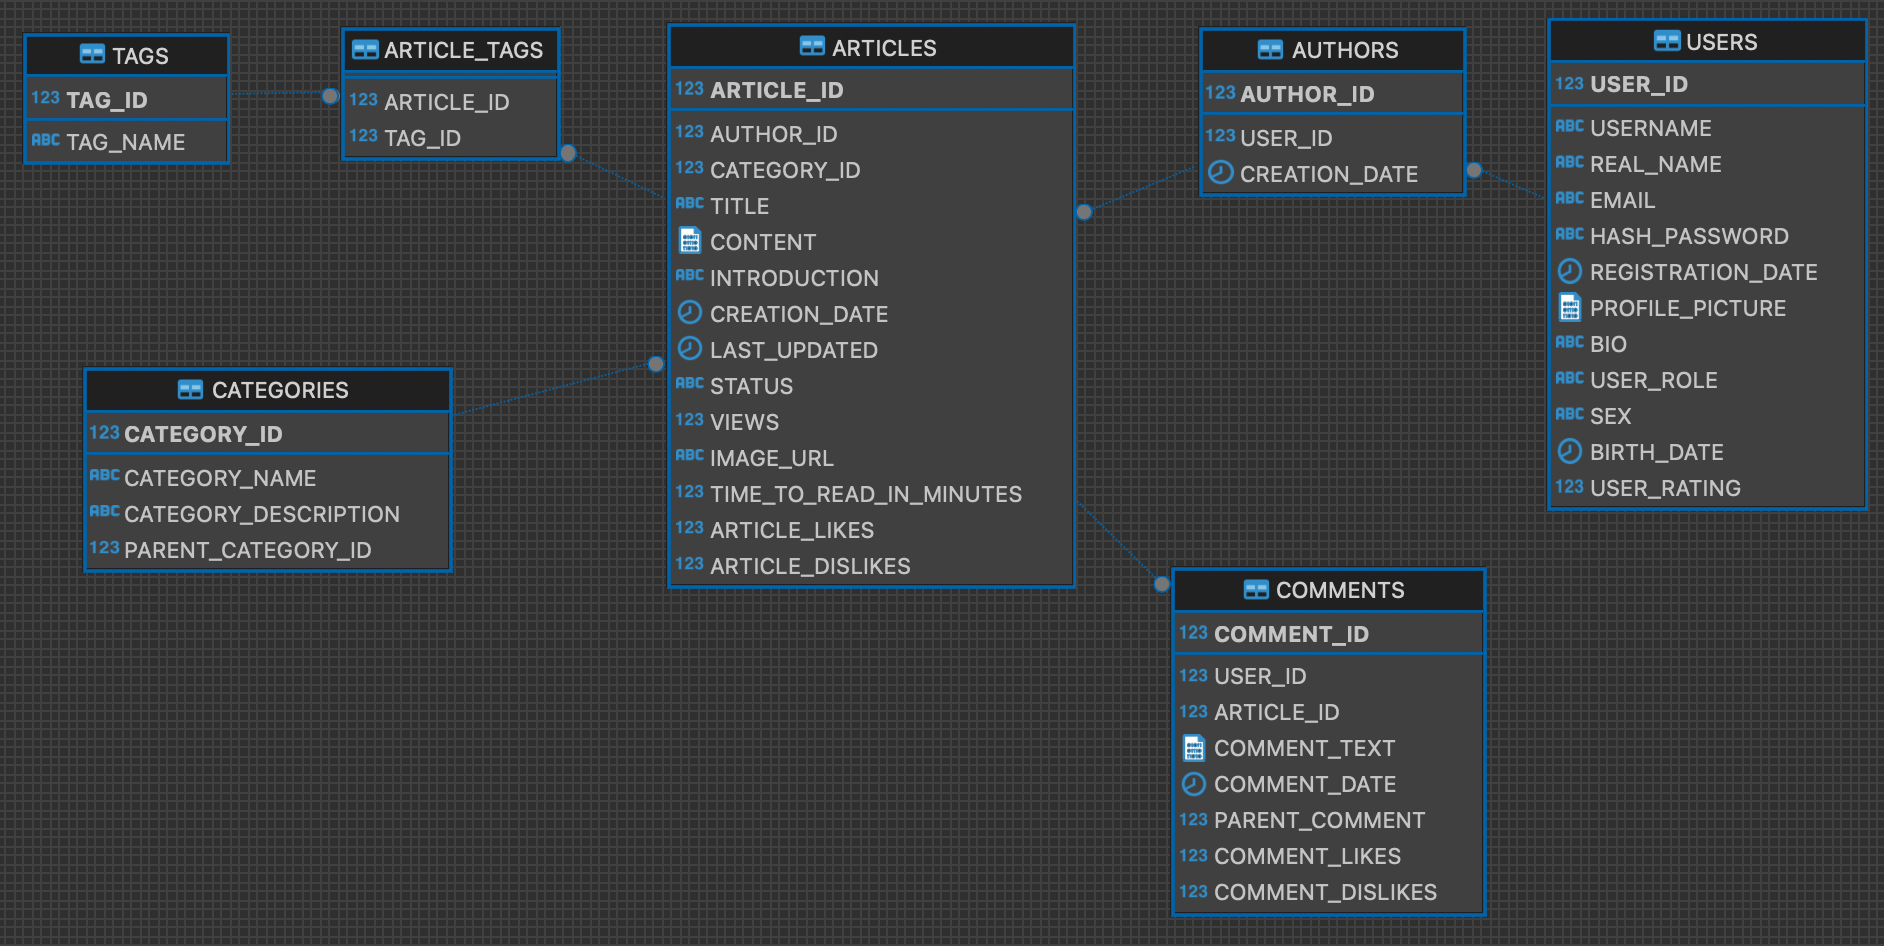 TAGS
123 TAG_ID
ABC TAG_NAME
ARTICLE_TAGS
123 ARTICLE_ID
123 TAG_ID
ARTICLES
123 ARTICLE_ID
123 AUTHOR_ID
123 CATEGORY_ID
ABC TITLE
CONTENT
ABC INTRODUCTION
CREATION_DATE
LAST_UPDATED
ABC STATUS
123 VIEWS
ABC IMAGE_URL
123 TIME_TO_READ_IN_MINUTES
123 ARTICLE_LIKES
123 ARTICLE_DISLIKES
AUTHORS
123 AUTHOR_ID
123 USER_ID
CREATION_DATE
USERS
123 USER_ID
ABC USERNAME
ABC REAL_NAME
ABC EMAIL
ABC HASH_PASSWORD
REGISTRATION_DATE
PROFILE_PICTURE
ABC BIO
ABC USER_ROLE
ABC SEX
BIRTH_DATE
123 USER_RATING
CATEGORIES
123 CATEGORY_ID
ABC CATEGORY_NAME
ABC CATEGORY_DESCRIPTION
123 PARENT_CATEGORY_ID
COMMENTS
123 COMMENT_ID
123 USER_ID
123 ARTICLE_ID
COMMENT_TEXT
COMMENT_DATE
123 PARENT_COMMENT
123 COMMENT_LIKES
123 COMMENT_DISLIKES